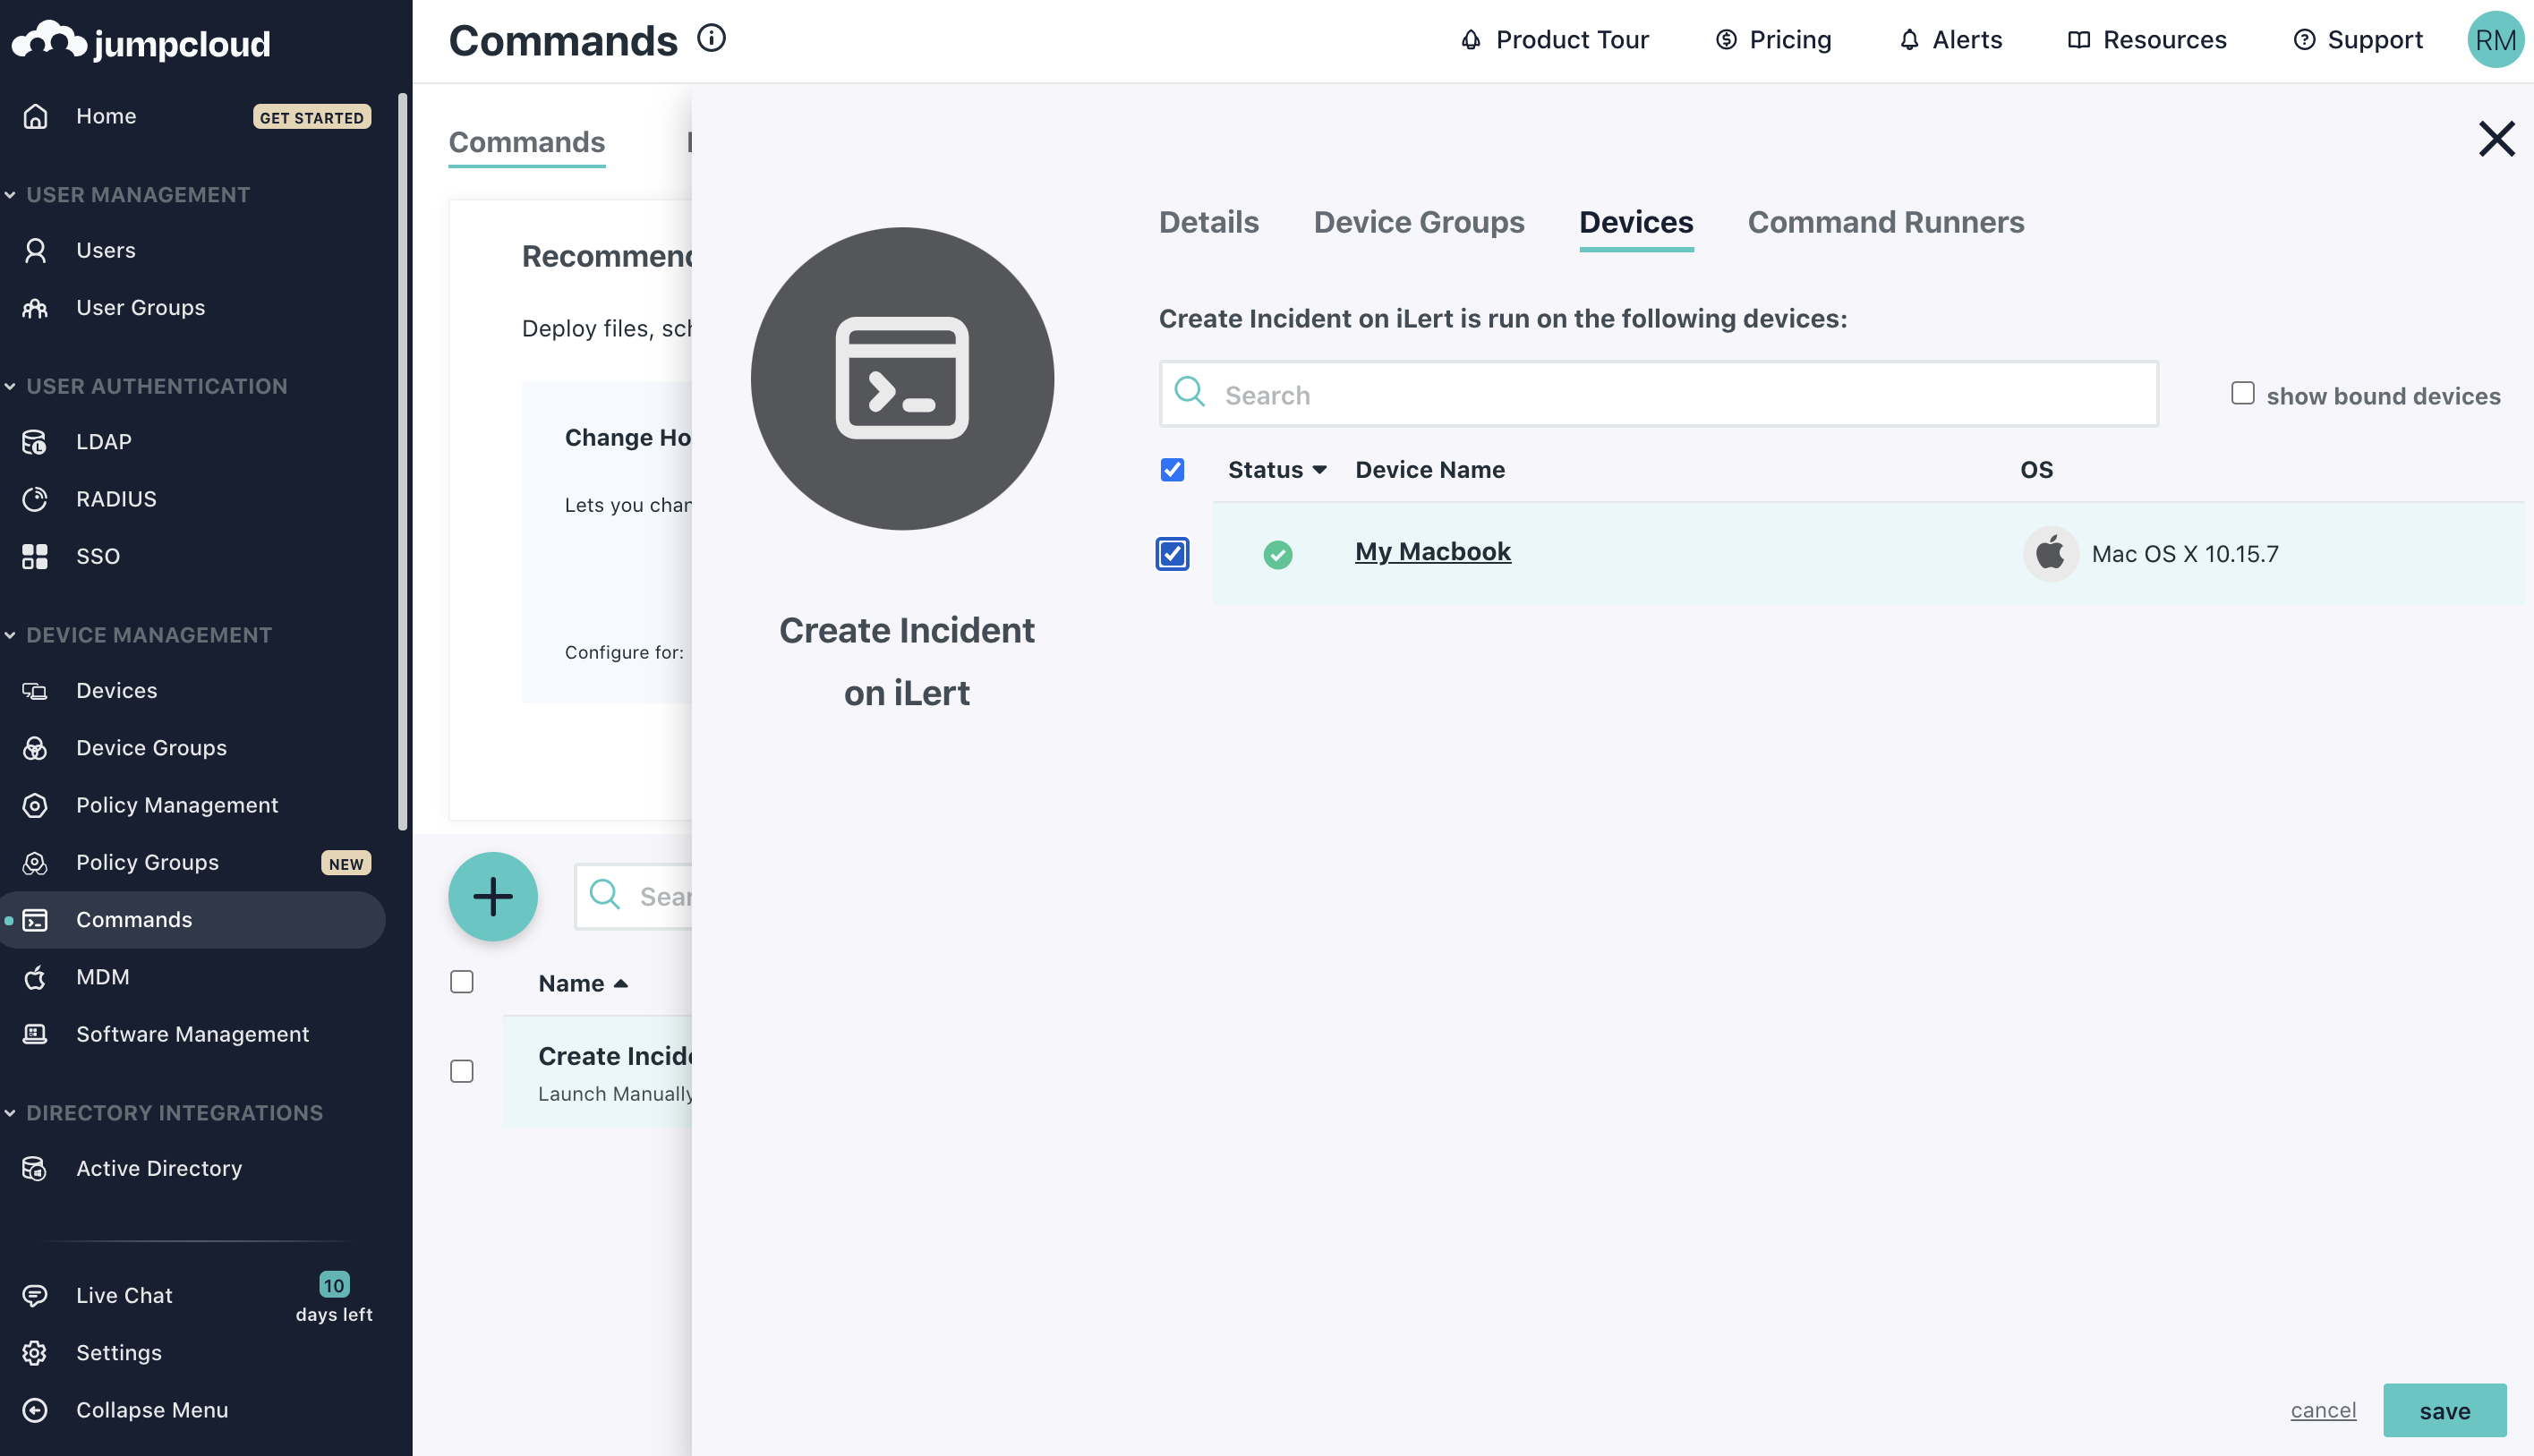 jumpcloud
Home
GET STARTED
USER MANAGEMENT
Users
User Groups
USER AUTHENTICATION
LDAP
RADIUS
SSO
DEVICE MANAGEMENT
Devices
Device Groups
Policy Management
Policy Groups
NEW
Commands
MDM
Software Management
DIRECTORY INTEGRATIONS
Active Directory
Live Chat
10
days left
Settings
Collapse Menu
Commands
Product Tour
Pricing
Alerts
Resources
Support
RM
Commands
Recommen
Deploy files, sc
Change Ho
Lets you chan
Configure for:
Sear
Name
Create Incid
Launch Manually
Create Incident
on iLert
Details
Device Groups
Devices
Command Runners
Create Incident on iLert is run on the following devices:
Search
show bound devices
Status
Device Name
OS
My Macbook
Mac OS X 10.15.7
cancel
save